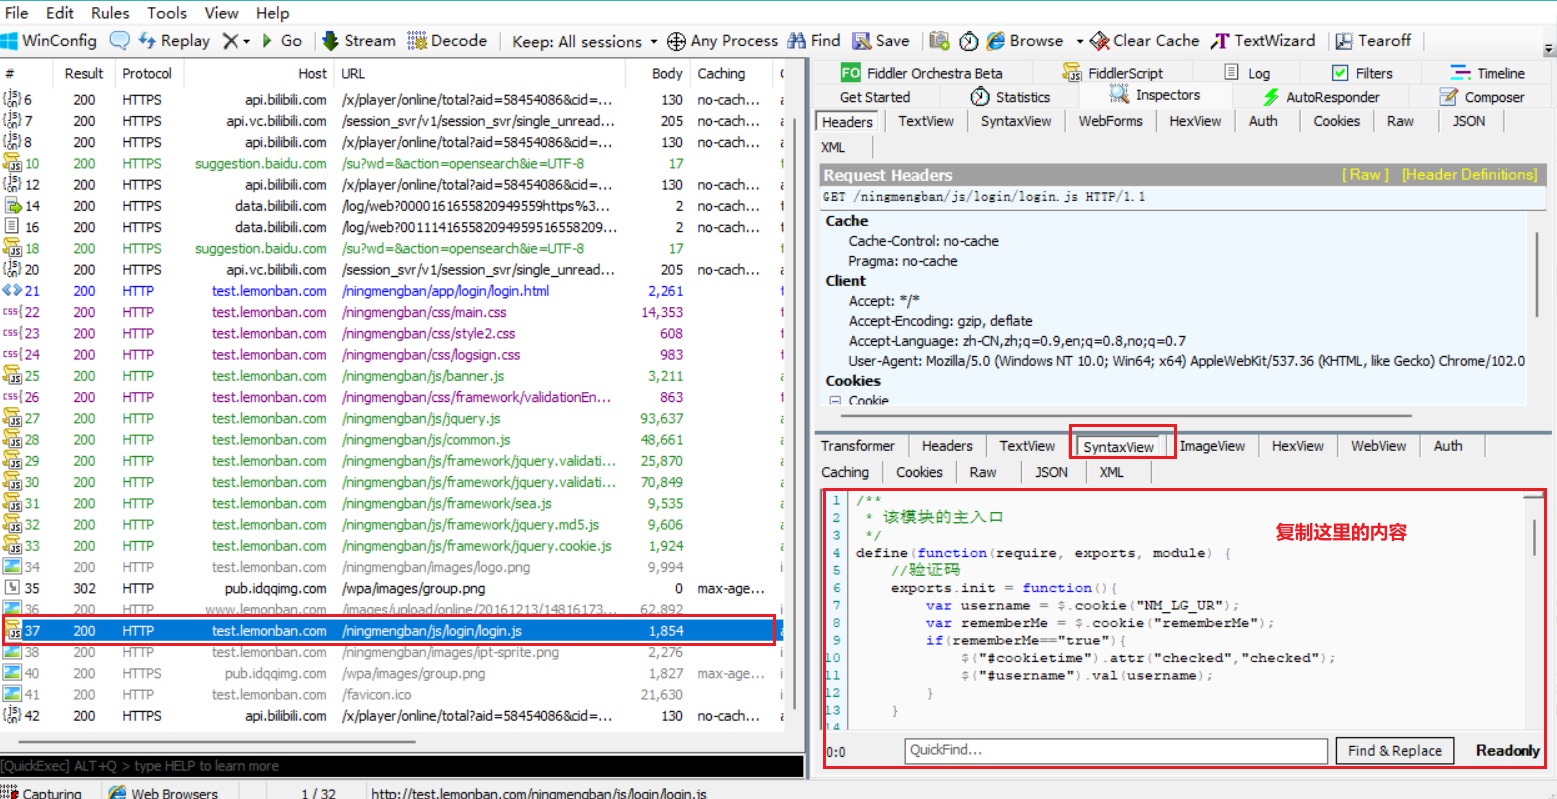 File Edit Rules Tools View Help
WinConfig Replay Go Stream Decode Keep: All sessions Any Process Find Save Browse Clear Cache TextWizard Tearoff
# Result Protocol Host URL Body Caching
6 200 HTTPS api.bilibili.com /x/player/online/total?aid=58454086&cid=... 130 no-cach...
7 200 HTTPS api.vc.bilibili.com /session_svr/v1/session_svr/single_unread... 205 no-cach...
8 200 HTTPS api.bilibili.com /x/player/online/total?aid=58454086&cid=... 130 no-cach...
10 200 HTTPS suggestion.baidu.com /su?wd=&action=opensearch&ie=UTF-8 17
12 200 HTTPS api.bilibili.com /x/player/online/total?aid=58454086&cid=... 130 no-cach...
14 200 HTTPS data.bilibili.com /log/web?0000161655820949559https%3... 2 no-cach...
16 200 HTTPS data.bilibili.com /log/web?001114165582094959516558209... 2 no-cach...
18 200 HTTPS suggestion.baidu.com /su?wd=&action=opensearch&ie=UTF-8 17
20 200 HTTPS api.vc.bilibili.com /session_svr/v1/session_svr/single_unread... 205 no-cach...
21 200 HTTP test.lemonban.com /ningmengban/app/login/login.html 2,261
22 200 HTTP test.lemonban.com /ningmengban/css/main.css 14,353
23 200 HTTP test.lemonban.com /ningmengban/css/style2.css 608
24 200 HTTP test.lemonban.com /ningmengban/css/logsign.css 983
25 200 HTTP test.lemonban.com /ningmengban/js/banner.js 3,211
26 200 HTTP test.lemonban.com /ningmengban/css/framework/validationEn... 863
27 200 HTTP test.lemonban.com /ningmengban/js/jquery.js 93,637
28 200 HTTP test.lemonban.com /ningmengban/js/common.js 48,661
29 200 HTTP test.lemonban.com /ningmengban/js/framework/jquery.validati... 25,870
30 200 HTTP test.lemonban.com /ningmengban/js/framework/jquery.validati... 70,849
31 200 HTTP test.lemonban.com /ningmengban/js/framework/sea.js 9,535
32 200 HTTP test.lemonban.com /ningmengban/js/framework/jquery.md5.js 9,606
33 200 HTTP test.lemonban.com /ningmengban/js/framework/jquery.cookie.js 1,924
34 200 HTTP test.lemonban.com /ningmengban/images/logo.png 9,994
35 302 HTTP pub.idqqimg.com /wpa/images/group.png 0 max-age...
36 200 HTTP www.lemonban.com /images/upload/online/20161213/14816173... 62,892
37 200 HTTP test.lemonban.com /ningmengban/js/login/login.js 1,854
38 200 HTTP test.lemonban.com /ningmengban/images/ipt-sprite.png 2,276
40 200 HTTPS pub.idqqimg.com /wpa/images/group.png 1,827 max-age...
41 200 HTTP test.lemonban.com /favicon.ico 21,630
42 200 HTTPS api.bilibili.com /x/player/online/total?aid=58454086&cid=... 130 no-cach...
[QuickExec] ALT+Q > type HELP to learn more
Capturing Web Browsers 1 / 32 http://test.lemonban.com/ningmengban/js/login/login.js
FO Fiddler Orchestra Beta FiddlerScript Log Filters Timeline
Get Started Statistics Inspectors AutoResponder Composer
Headers TextView SyntaxView WebForms HexView Auth Cookies Raw JSON
XML
Request Headers [ Raw ] [Header Definitions]
GET /ningmengban/js/login/login.js HTTP/1.1
Cache
Cache-Control: no-cache
Pragma: no-cache
Client
Accept: */*
Accept-Encoding: gzip, deflate
Accept-Language: zh-CN,zh;q=0.9,en;q=0.8,no;q=0.7
User-Agent: Mozilla/5.0 (Windows NT 10.0; Win64; x64) AppleWebKit/537.36 (KHTML, like Gecko) Chrome/102.0
Cookies
Cookie
Transformer Headers TextView SyntaxView ImageView HexView WebView Auth
Caching Cookies Raw JSON XML
1 /**
2 * 该模块的主入口
3 */
复制这里的内容
4 define(function(require, exports, module) {
5 //验证码
6 exports.init = function(){
7 var username = $.cookie("NM_LG_UR");
8 var rememberMe = $.cookie("rememberMe");
9 if(rememberMe=="true"){
10 $("#cookietime").attr("checked","checked");
11 $("#username").val(username);
12 }
13 }
14
0:0 QuickFind... Find & Replace Readonly